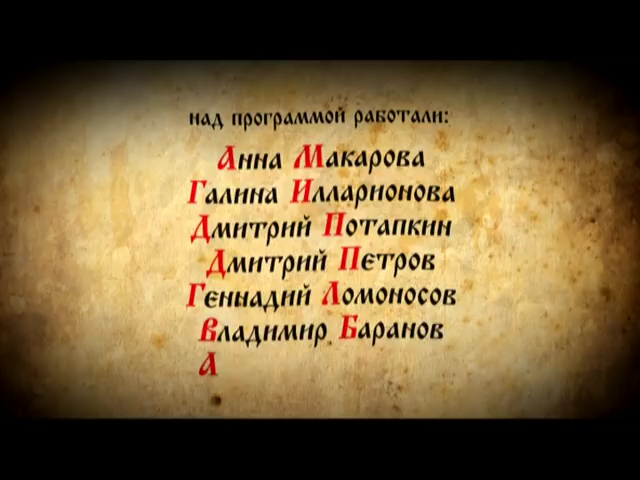 над программой работали:
Анна Макарова
Галина Илларионова
Дмитрий Потапкин
Дмитрий Петров
Геннадий Ломоносов
Владимир Баранов
А